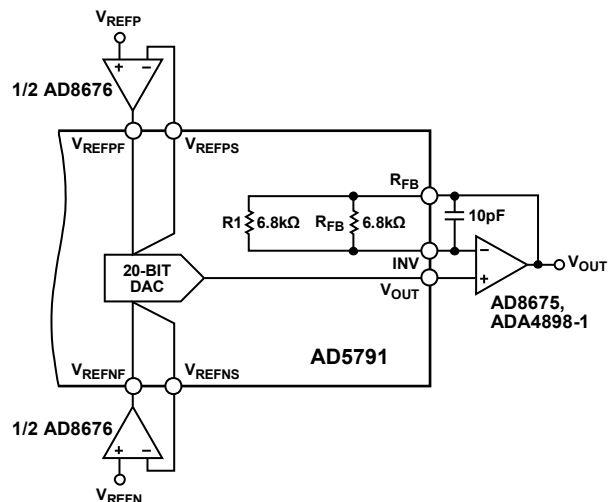 VREFP
1/2 AD8676
VREFPF
VREFPS
RFB
R1
6.8kΩ
RFB
6.8kΩ
10pF
INV
20-BIT
DAC
VOUT
VOUT
AD8675,
ADA4898-1
AD5791
VREFNF
VREFNS
1/2 AD8676
VREFN